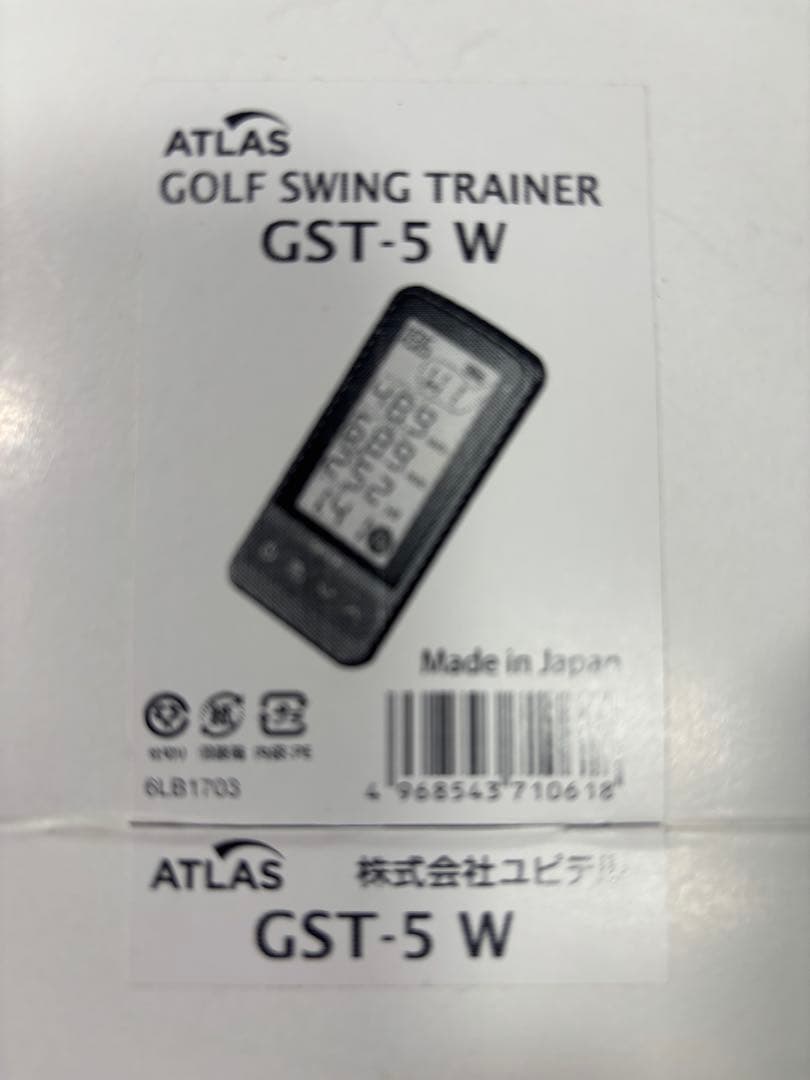 ATLAS
GOLF SWING TRAINER
GST-5 W
Made in Japan
6LB1703
4 968543 710618
ATLAS 株式会社ユピテル
GST-5 W